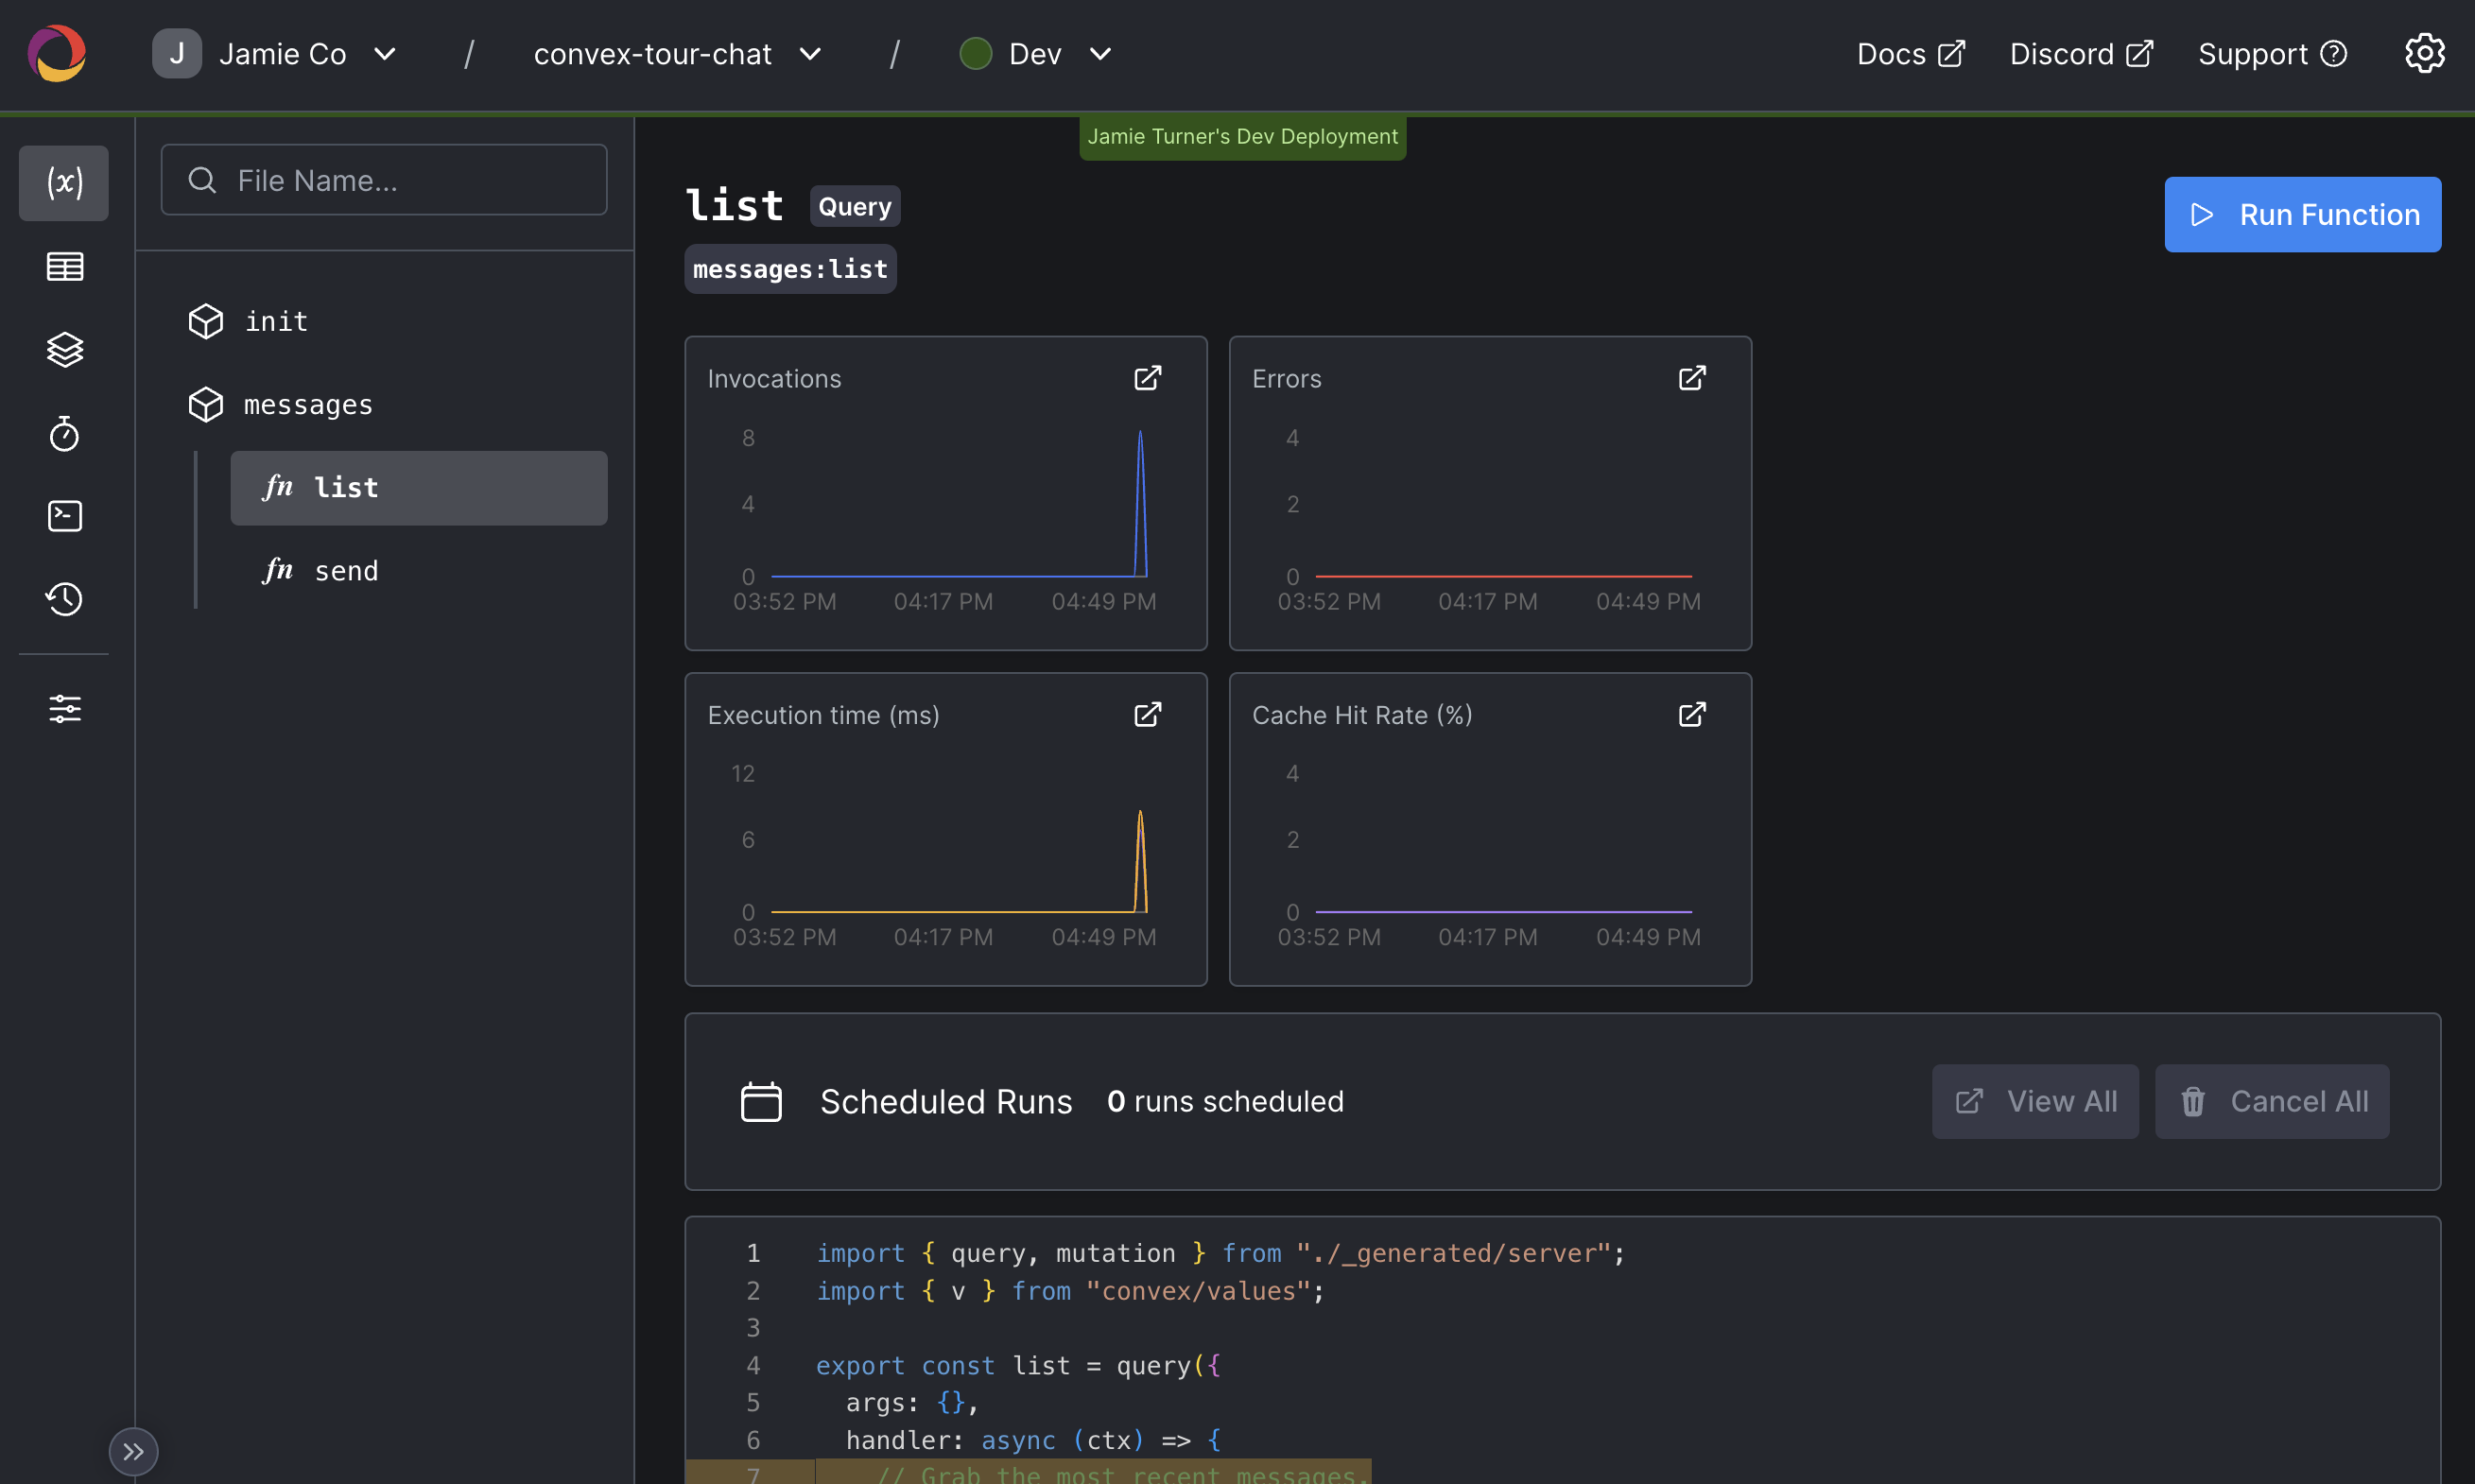 J Jamie Co / convex-tour-chat / Dev Docs Discord Support
Jamie Turner's Dev Deployment
(x)
File Name...
init
messages
fn list
fn send
list Query
messages:list
Run Function
Invocations
8
4
0
03:52 PM 04:17 PM 04:49 PM
Errors
4
2
0
03:52 PM 04:17 PM 04:49 PM
Execution time (ms)
12
6
0
03:52 PM 04:17 PM 04:49 PM
Cache Hit Rate (%)
4
2
0
03:52 PM 04:17 PM 04:49 PM
Scheduled Runs 0 runs scheduled View All Cancel All
1 import { query, mutation } from "./_generated/server";
2 import { v } from "convex/values";
3
4 export const list = query({
5 args: {},
6 handler: async (ctx) => {
7 // Grab the most recent messages.